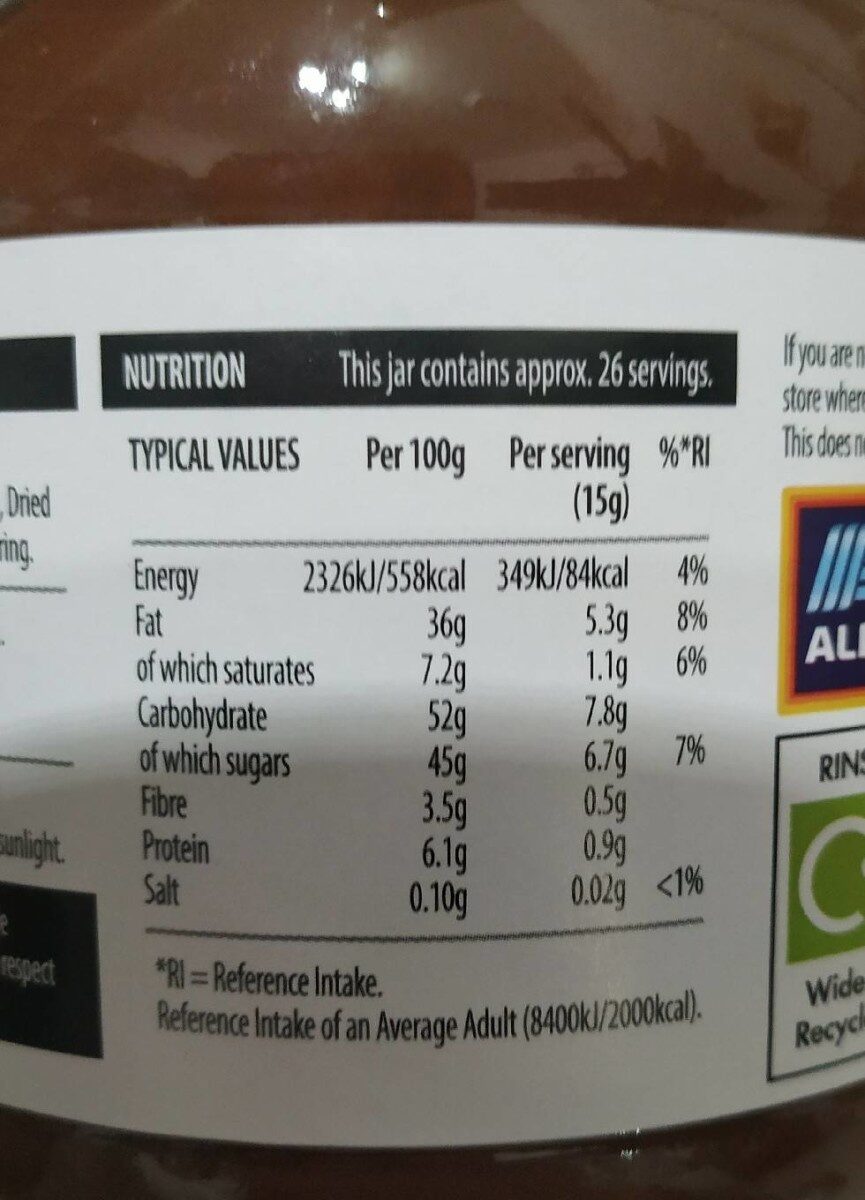 NUTRITION This jar contains approx. 26 servings.
TYPICAL VALUES Per 100g Per serving %*RI
(15g)
Energy 2326kJ/558kcal 349kJ/84kcal 4%
Fat 36g 5.3g 8%
of which saturates 7.2g 1.1g 6%
Carbohydrate 52g 7.8g
of which sugars 45g 6.7g 7%
Fibre 3.5g 0.5g
Protein 6.1g 0.9g
Salt 0.10g 0.02g <1%
*RI = Reference Intake.
Reference Intake of an Average Adult (8400kJ/2000kcal).
, Dried
ring.
sunlight.
respect
If you are
store where
This does
ALI
RINS
Wide
Recycl